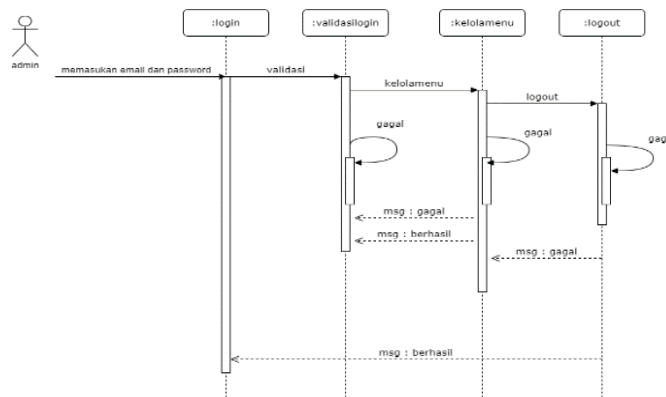 :login
:validasilogin
:kelolamenu
:logout
admin
memasukan email dan password
validasi
kelolamenu
logout
gagal
gagal
gag
msg : gagal
msg : berhasil
msg : gagal
msg : berhasil